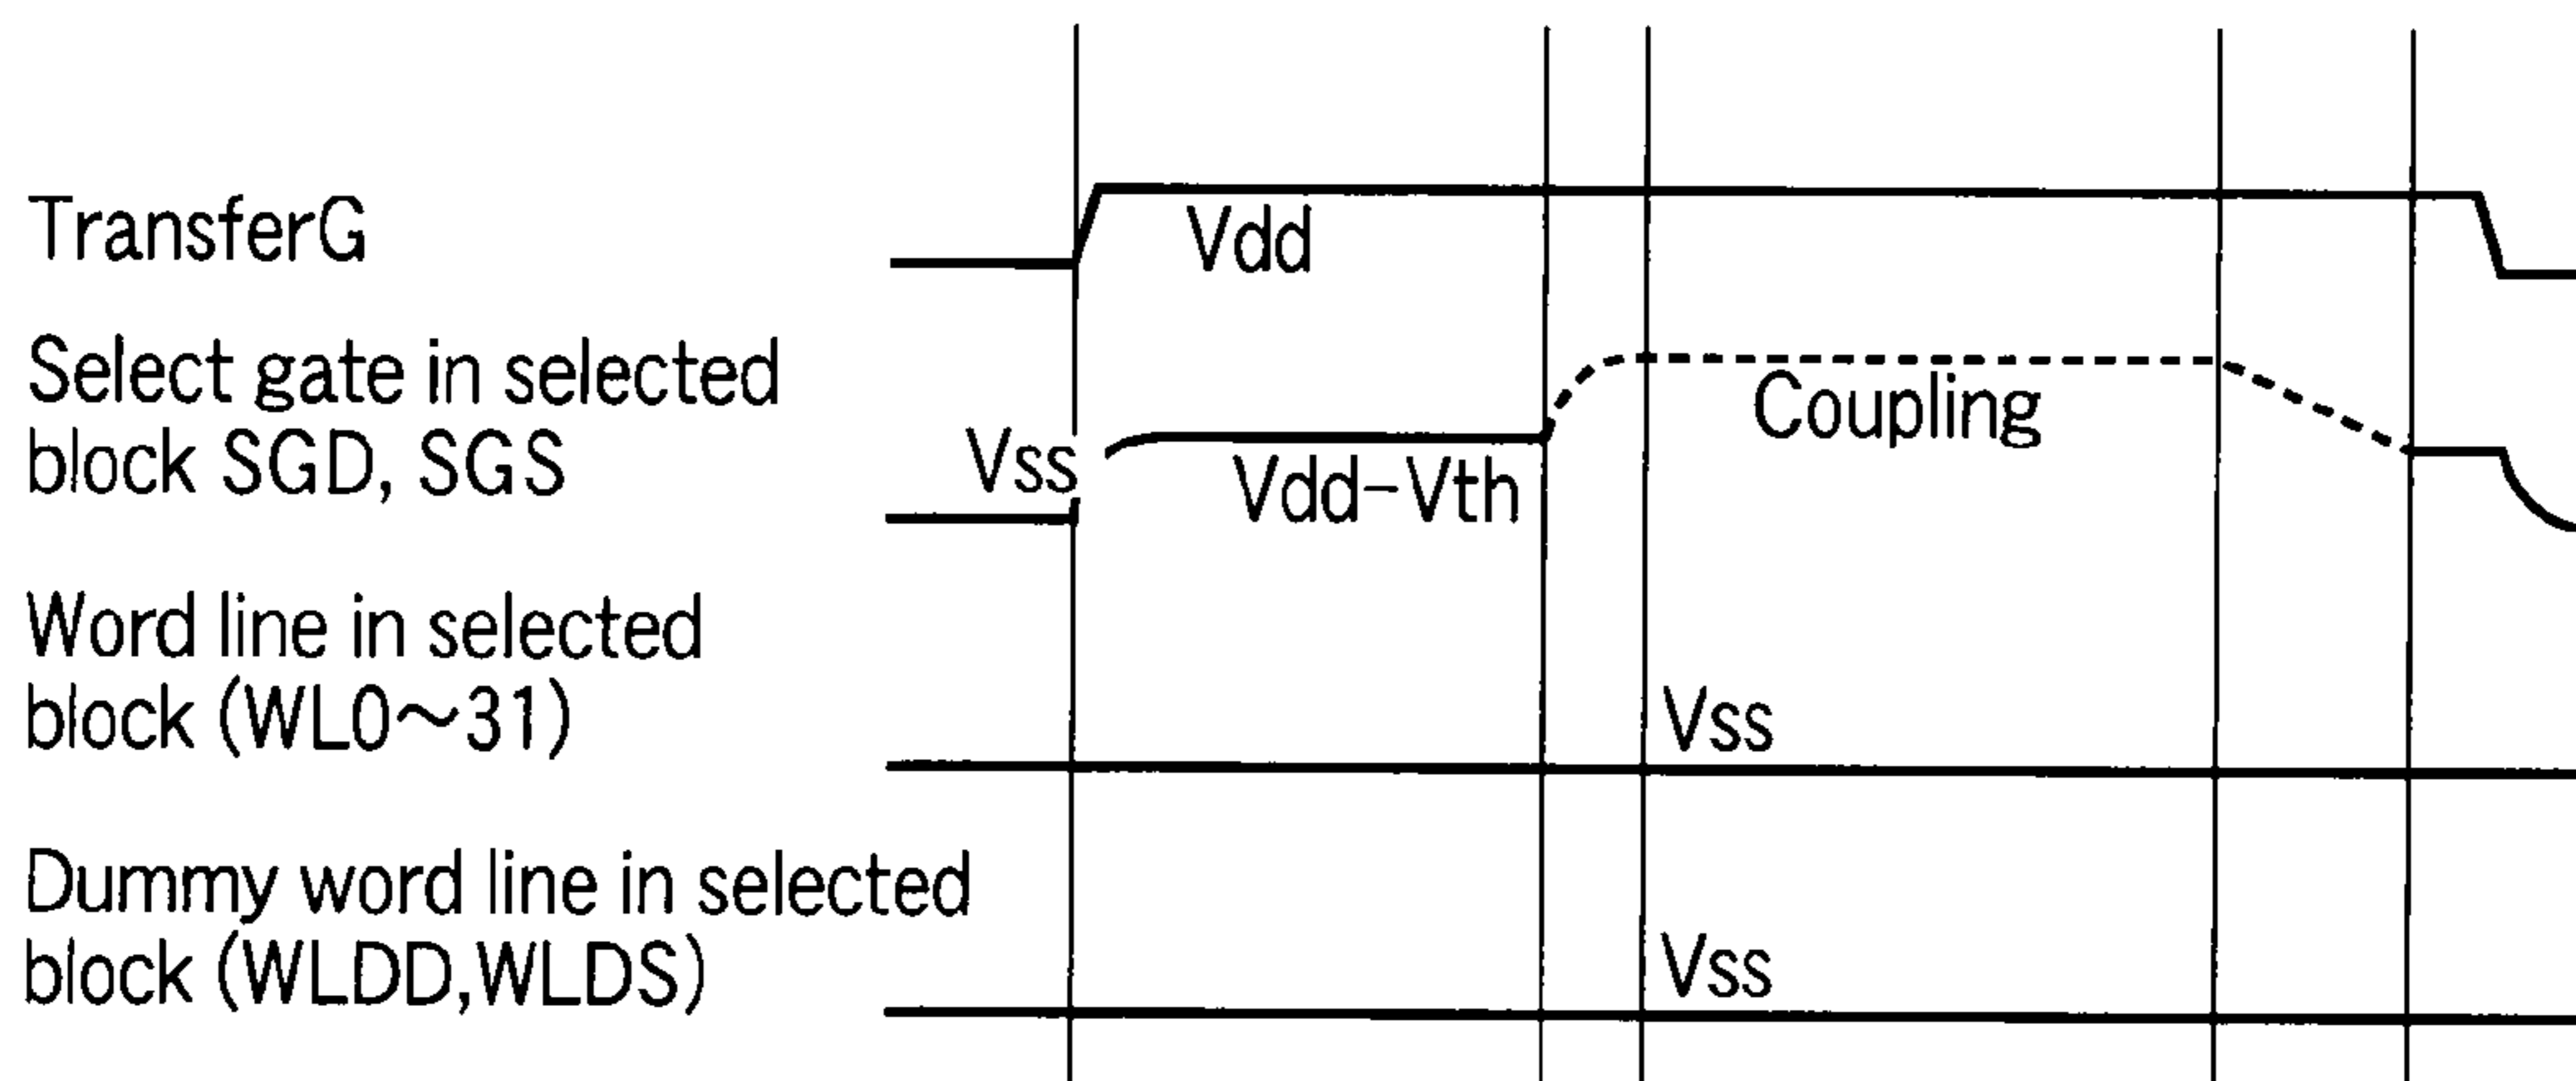 TransferG
Vdd
Select gate in selected
block SGD, SGS
Vss
Vdd-Vth
Coupling
Word line in selected
block (WL0～31)
Vss
Dummy word line in selected
block (WLDD,WLDS)
Vss